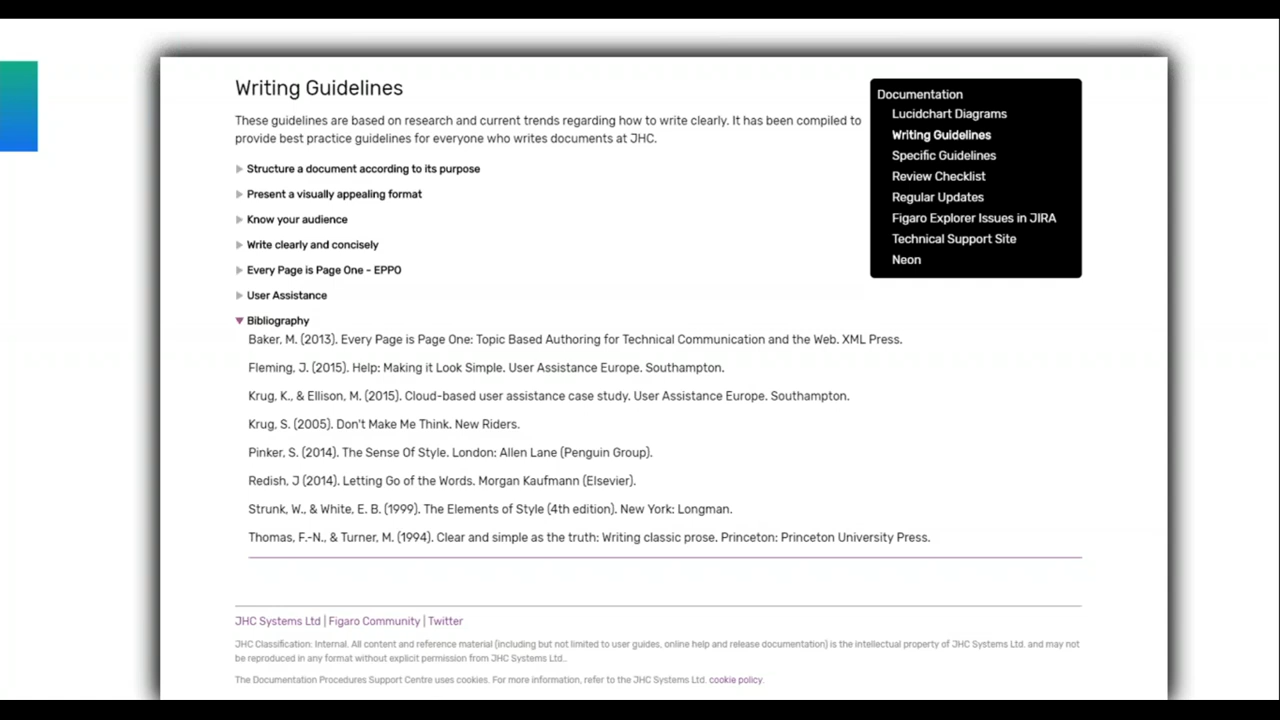 Writing Guidelines
These guidelines are based on research and current trends regarding how to write clearly. It has been compiled to
provide best practice guidelines for everyone who writes documents at JHC.
Structure a document according to its purpose
Present a visually appealing format
Know your audience
Write clearly and concisely
Every Page is Page One - EPPO
User Assistance
Bibliography
Baker, M. (2013). Every Page is Page One: Topic Based Authoring for Technical Communication and the Web. XML Press.
Fleming, J. (2015). Help: Making it Look Simple. User Assistance Europe. Southampton.
Krug, K., & Ellison, M. (2015). Cloud-based user assistance case study. User Assistance Europe. Southampton.
Krug, S. (2005). Don't Make Me Think. New Riders.
Pinker, S. (2014). The Sense Of Style. London: Allen Lane (Penguin Group).
Redish, J (2014). Letting Go of the Words. Morgan Kaufmann (Elsevier).
Strunk, W., & White, E. B. (1999). The Elements of Style (4th edition). New York: Longman.
Thomas, F.-N., & Turner, M. (1994). Clear and simple as the truth: Writing classic prose. Princeton: Princeton University Press.
Documentation
Lucidchart Diagrams
Writing Guidelines
Specific Guidelines
Review Checklist
Regular Updates
Figaro Explorer Issues in JIRA
Technical Support Site
Neon
JHC Systems Ltd | Figaro Community | Twitter
JHC Classification: Internal. All content and reference material (including but not limited to user guides, online help and release documentation) is the intellectual property of JHC Systems Ltd. and may not
be reproduced in any format without explicit permission from JHC Systems Ltd..
The Documentation Procedures Support Centre uses cookies. For more information, refer to the JHC Systems Ltd. cookie policy.